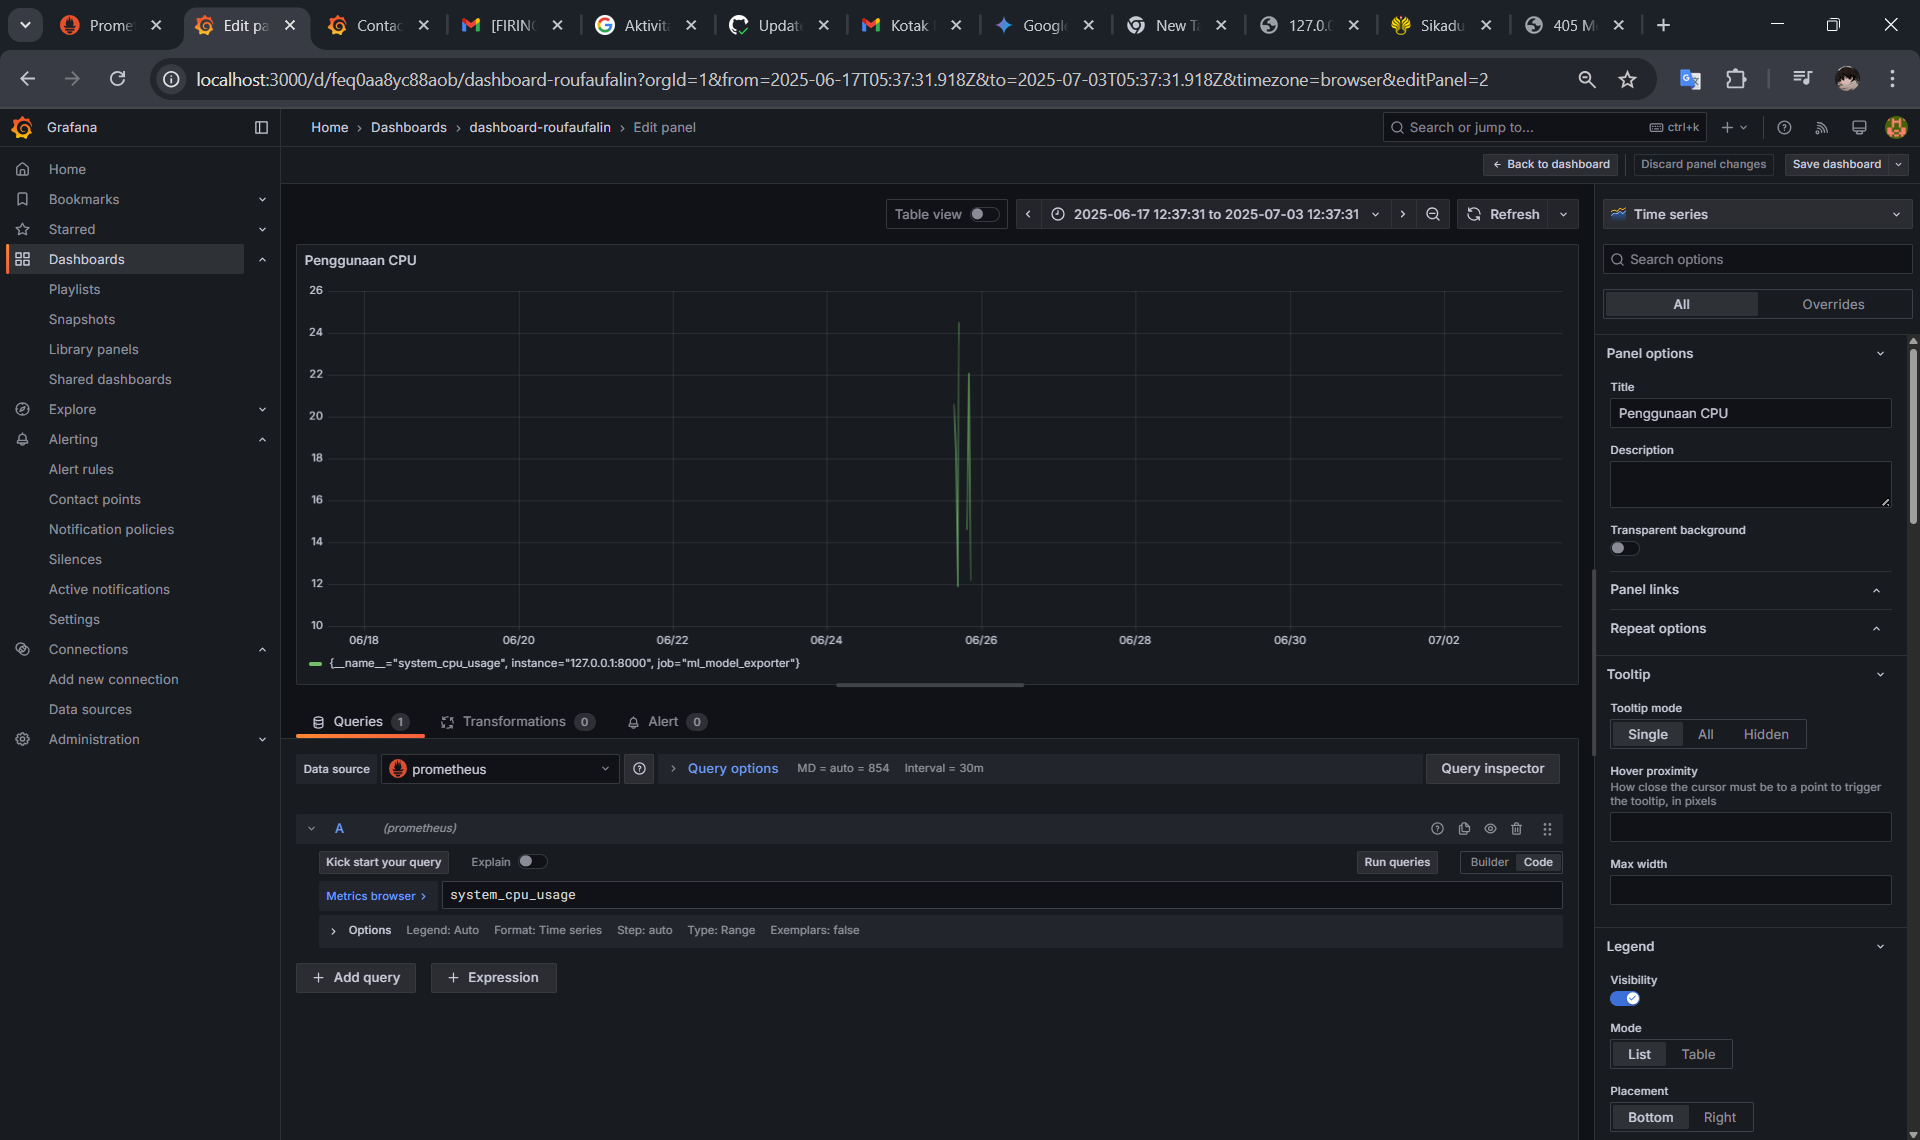 Prome
Edit pa
Contac
[FIRIN
Aktivit
Updat
Kotak
Google
New Ta
127.0.0
Sikadu
405 M
localhost:3000/d/feq0aa8yc88aob/dashboard-roufaufalin?orgId=1&from=2025-06-17T05:37:31.918Z&to=2025-07-03T05:37:31.918Z&timezone=browser&editPanel=2
Grafana
Home › Dashboards › dashboard-roufaufalin › Edit panel
Search or jump to...
ctrl+k
Back to dashboard
Discard panel changes
Save dashboard
Home
Bookmarks
Starred
Dashboards
Playlists
Snapshots
Library panels
Shared dashboards
Explore
Alerting
Alert rules
Contact points
Notification policies
Silences
Active notifications
Settings
Connections
Add new connection
Data sources
Administration
Table view
2025-06-17 12:37:31 to 2025-07-03 12:37:31
Refresh
Penggunaan CPU
26
24
22
20
18
16
14
12
10
06/18
06/20
06/22
06/24
06/26
06/28
06/30
07/02
{__name__="system_cpu_usage", instance="127.0.0.1:8000", job="ml_model_exporter"}
Queries 1
Transformations 0
Alert 0
Data source
prometheus
Query options
MD = auto = 854
Interval = 30m
Query inspector
A
(prometheus)
Kick start your query
Explain
Run queries
Builder
Code
Metrics browser >
system_cpu_usage
Options
Legend: Auto
Format: Time series
Step: auto
Type: Range
Exemplars: false
+ Add query
+ Expression
Time series
Search options
All
Overrides
Panel options
Title
Penggunaan CPU
Description
Transparent background
Panel links
Repeat options
Tooltip
Tooltip mode
Single
All
Hidden
Hover proximity
How close the cursor must be to a point to trigger
the tooltip, in pixels
Max width
Legend
Visibility
Mode
List
Table
Placement
Bottom
Right